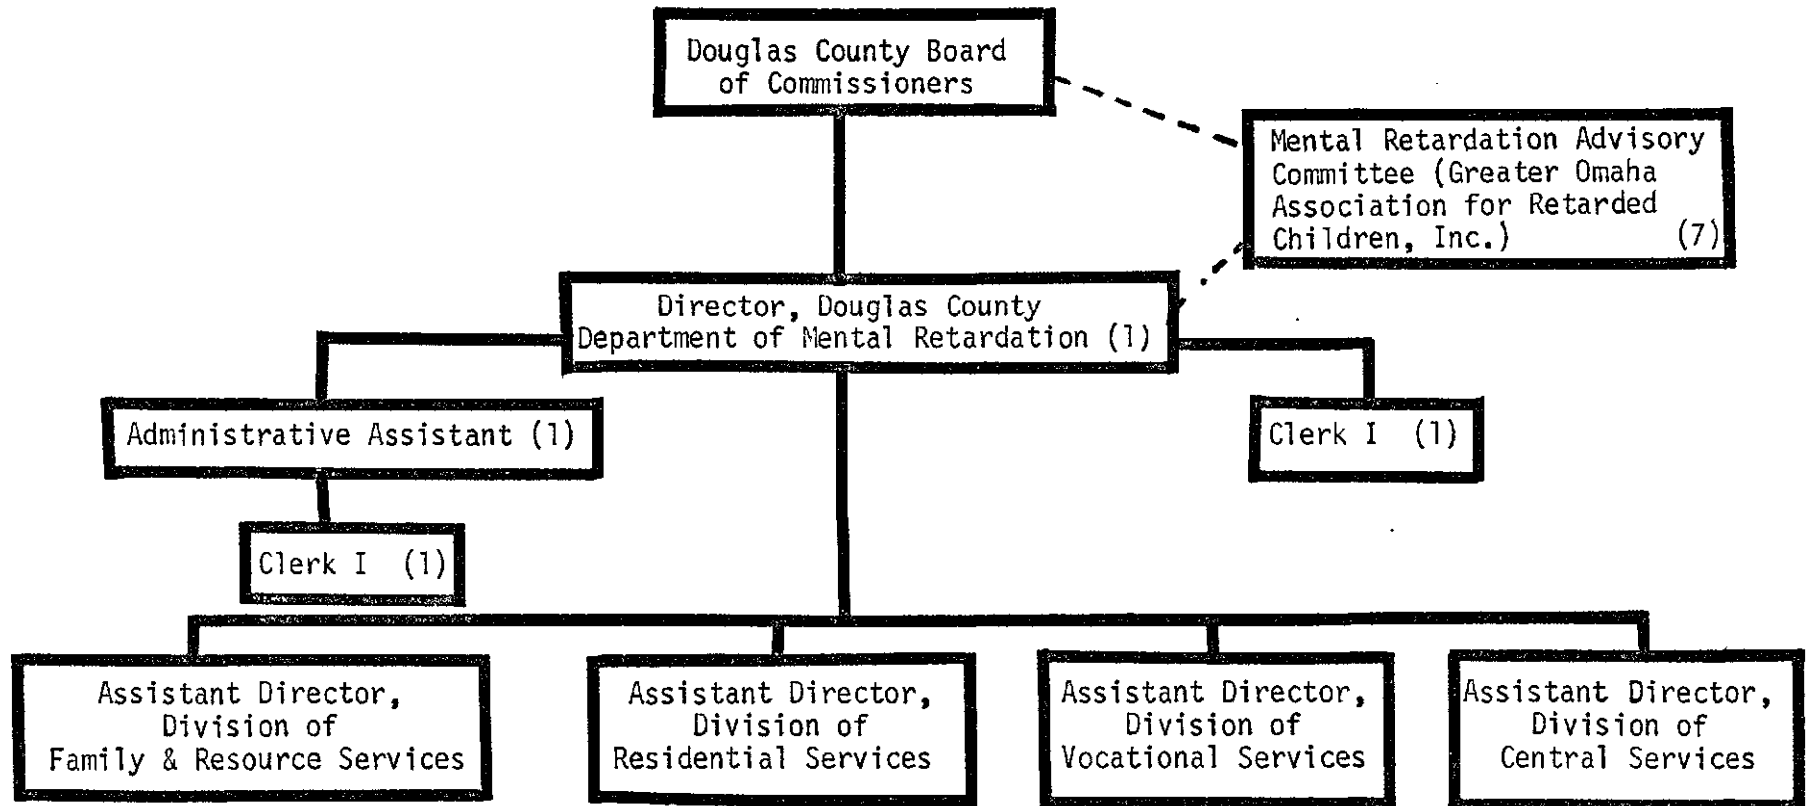 Douglas County Board
of Commissioners
Mental Retardation Advisory
Committee (Greater Omaha
Association for Retarded
Children, Inc.) (7)
Director, Douglas County
Department of Mental Retardation (1)
Administrative Assistant (1)
Clerk I (1)
Clerk I (1)
Assistant Director,
Division of
Family & Resource Services
Assistant Director,
Division of
Residential Services
Assistant Director,
Division of
Vocational Services
Assistant Director,
Division of
Central Services